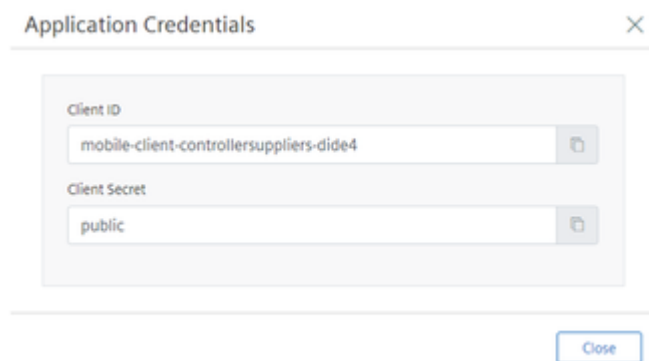 Application Credentials
Client ID
mobile-client-controllersuppliers-dide4
Client Secret
public
Close